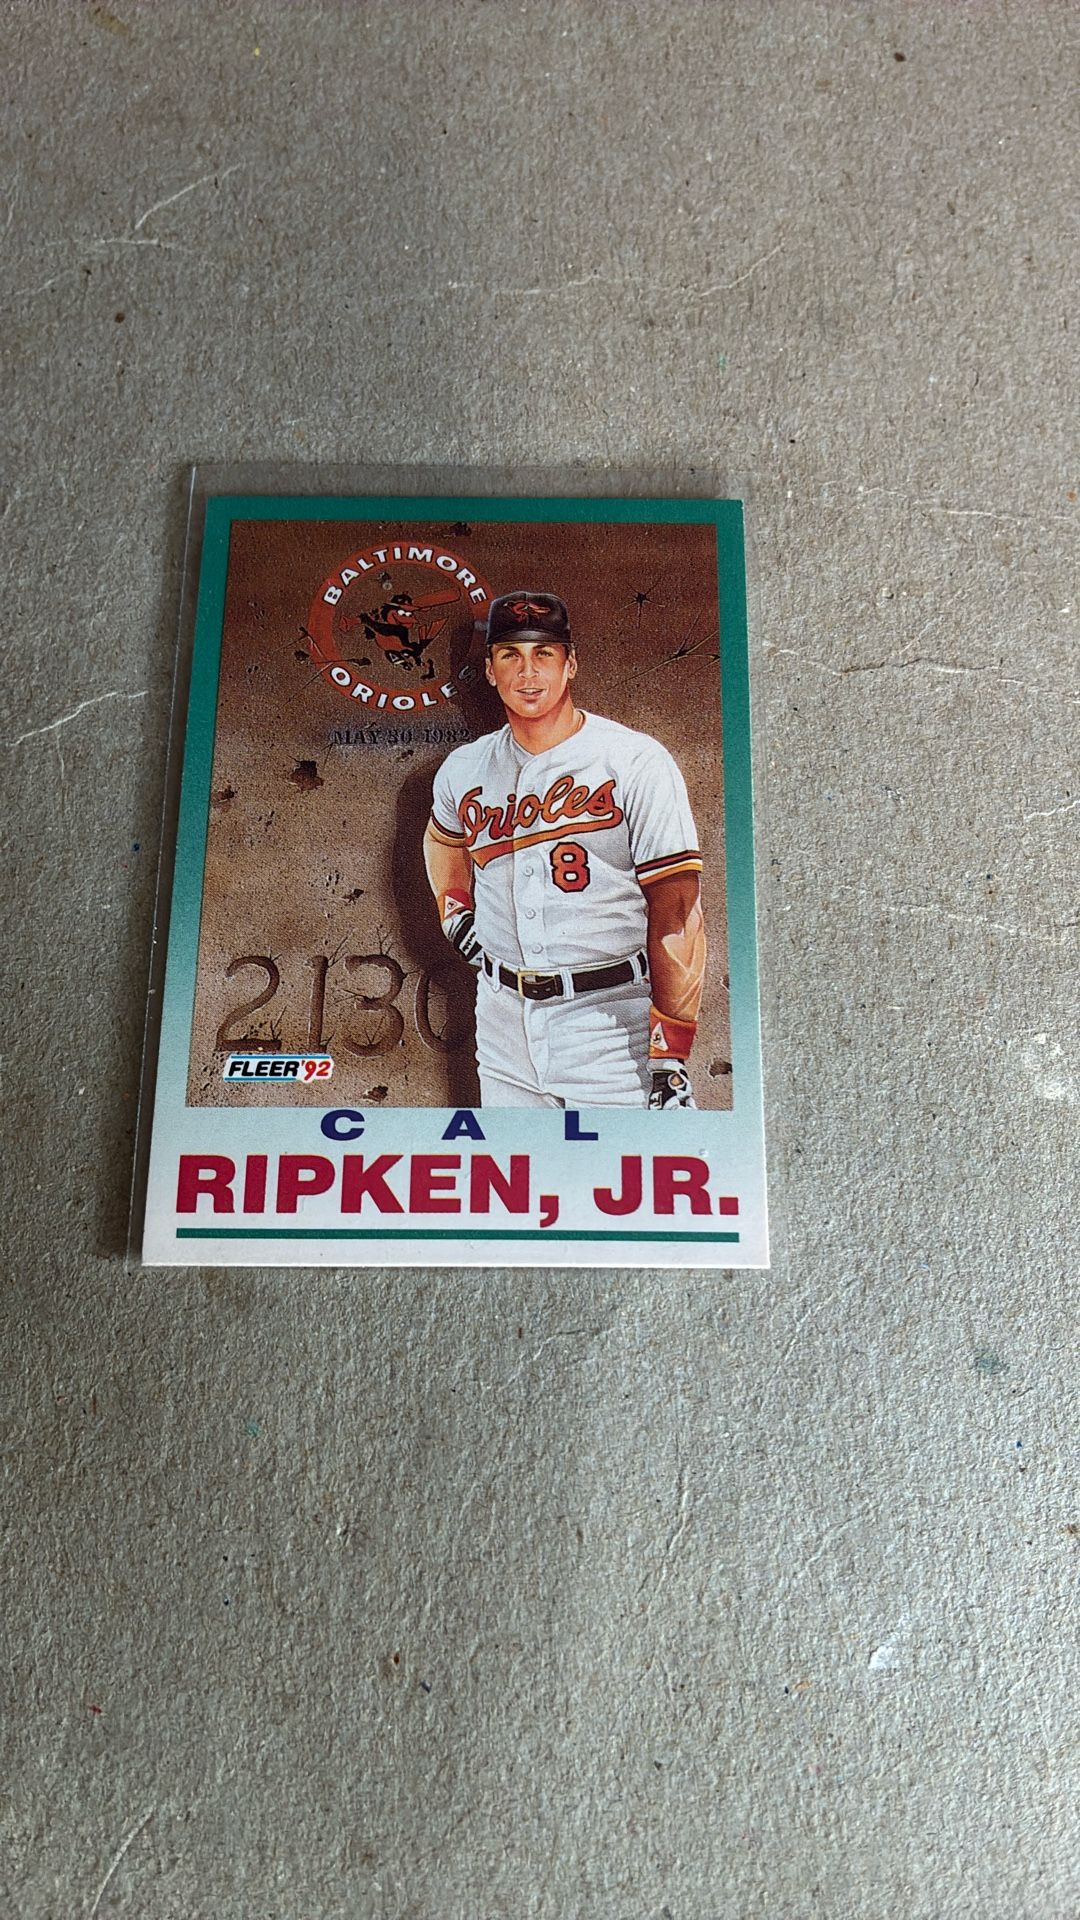 BALTIMORE
ORIOLES
MAY 30 1982
Orioles
8
2130
FLEER '92
CAL
RIPKEN, JR.